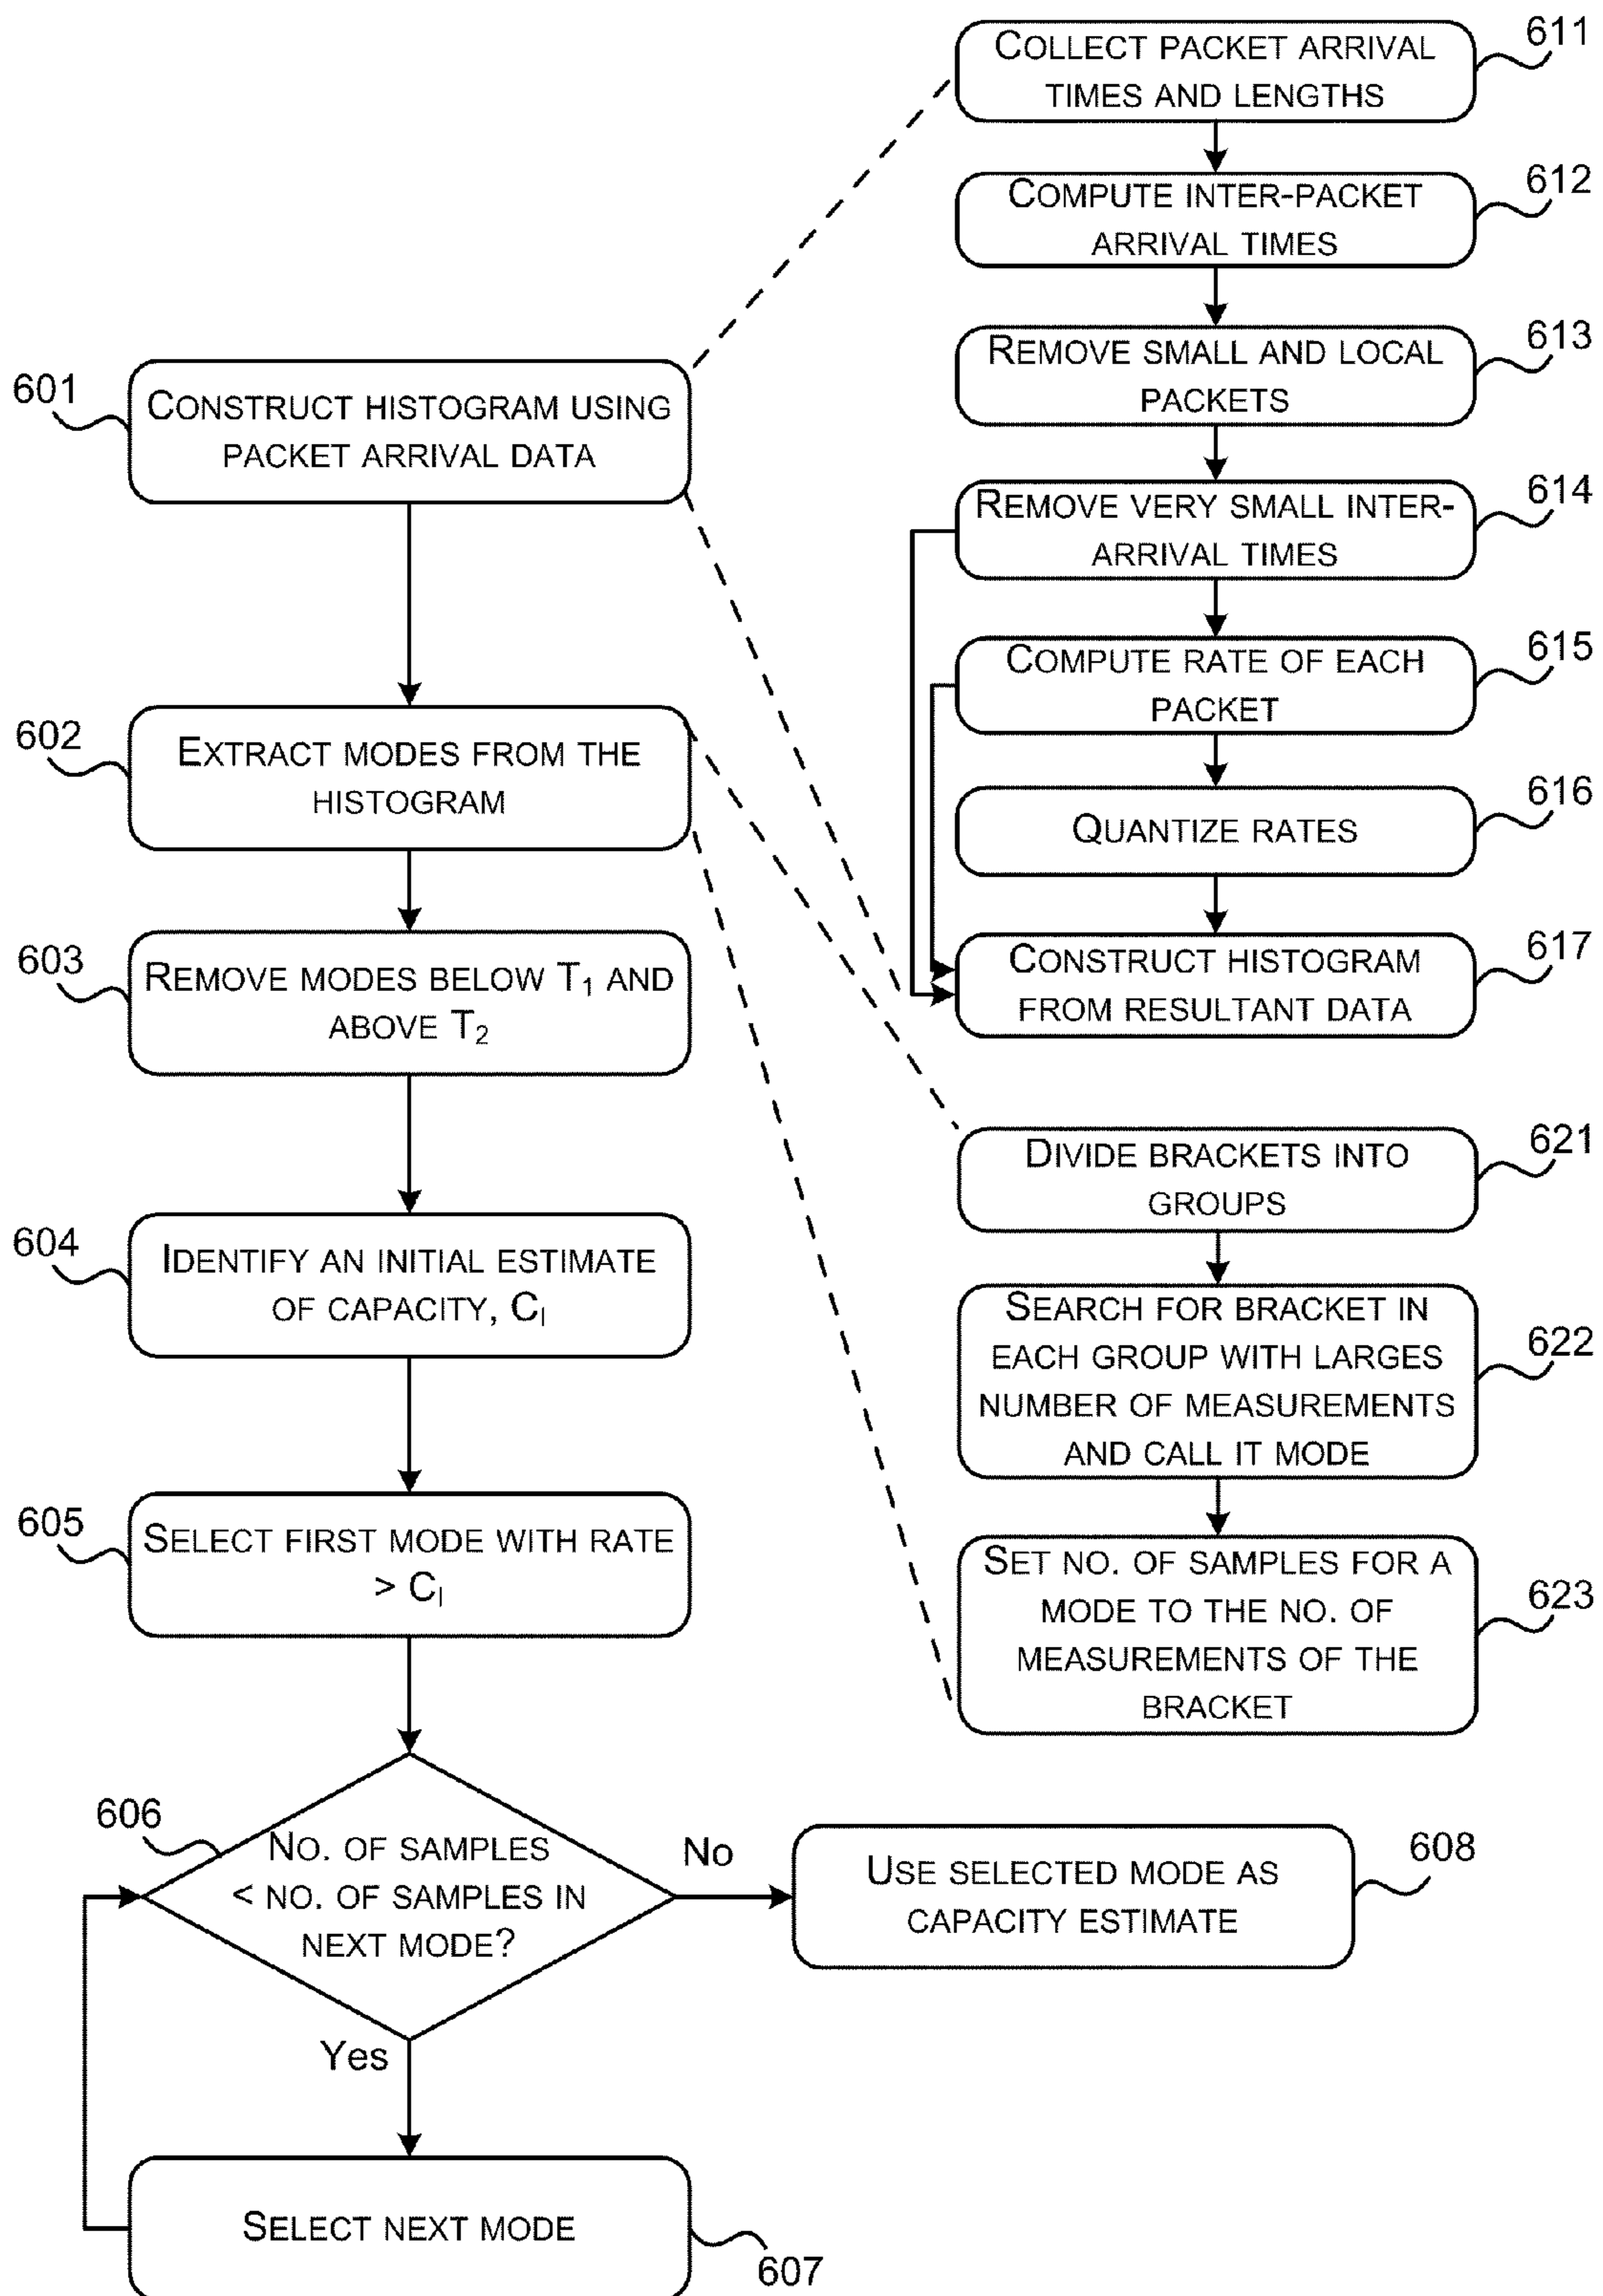 601
CONSTRUCT HISTOGRAM USING
PACKET ARRIVAL DATA
602
EXTRACT MODES FROM THE
HISTOGRAM
603
REMOVE MODES BELOW T1 AND
ABOVE T2
604
IDENTIFY AN INITIAL ESTIMATE
OF CAPACITY, CI
605
SELECT FIRST MODE WITH RATE
> CI
606
NO. OF SAMPLES
< NO. OF SAMPLES IN
NEXT MODE?
No
Yes
USE SELECTED MODE AS
CAPACITY ESTIMATE
608
SELECT NEXT MODE
607
COLLECT PACKET ARRIVAL
TIMES AND LENGTHS
611
COMPUTE INTER-PACKET
ARRIVAL TIMES
612
REMOVE SMALL AND LOCAL
PACKETS
613
REMOVE VERY SMALL INTER-
ARRIVAL TIMES
614
COMPUTE RATE OF EACH
PACKET
615
QUANTIZE RATES
616
CONSTRUCT HISTOGRAM
FROM RESULTANT DATA
617
DIVIDE BRACKETS INTO
GROUPS
621
SEARCH FOR BRACKET IN
EACH GROUP WITH LARGES
NUMBER OF MEASUREMENTS
AND CALL IT MODE
622
SET NO. OF SAMPLES FOR A
MODE TO THE NO. OF
MEASUREMENTS OF THE
BRACKET
623